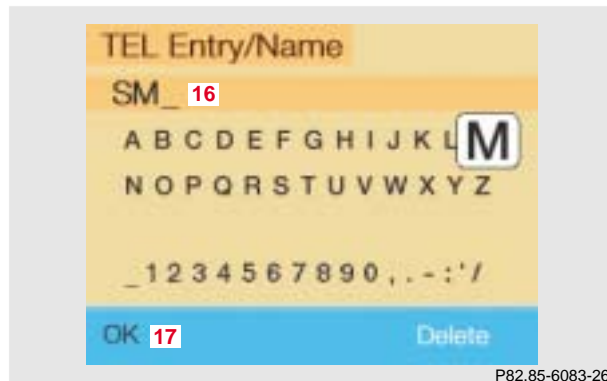 TEL Entry/Name
SM_ 16
A B C D E F G H I J K L M
N O P Q R S T U V W X Y Z
_ 1 2 3 4 5 6 7 8 9 0 , . - : ' /
OK 17 Delete
P82.85-6083-26